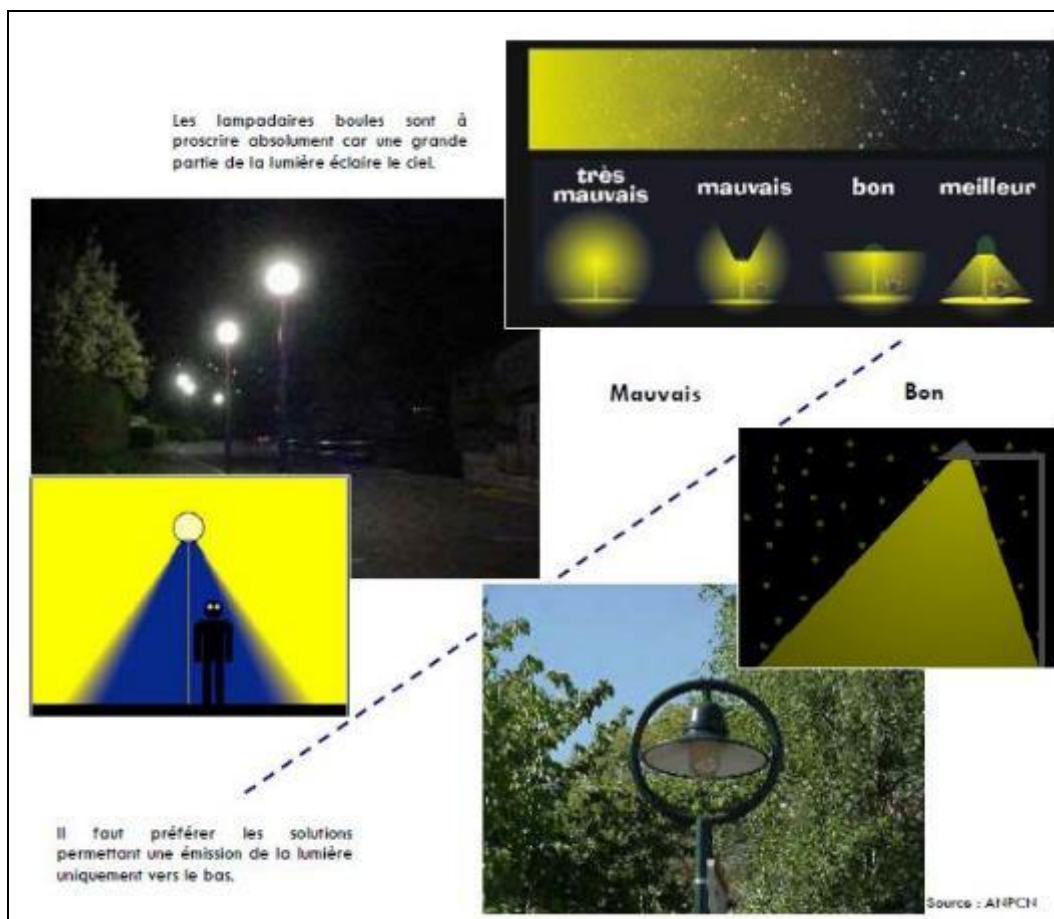 Les lampadaires boules sont à
proscrire absolument car une grande
partie de la lumière éclaire le ciel.
très
mauvais
mauvais
bon
meilleur
Mauvais
Bon
Il faut préférer les solutions
permettant une émission de la lumière
uniquement vers le bas.
Source : ANPCN